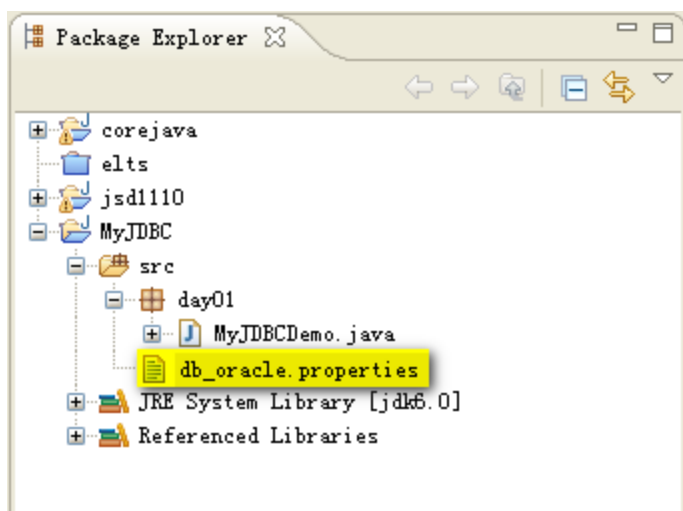 Package Explorer
corejava
elts
jsd1110
MyJDBC
src
day01
MyJDBCDemo.java
db_oracle.properties
JRE System Library [jdk6.0]
Referenced Libraries